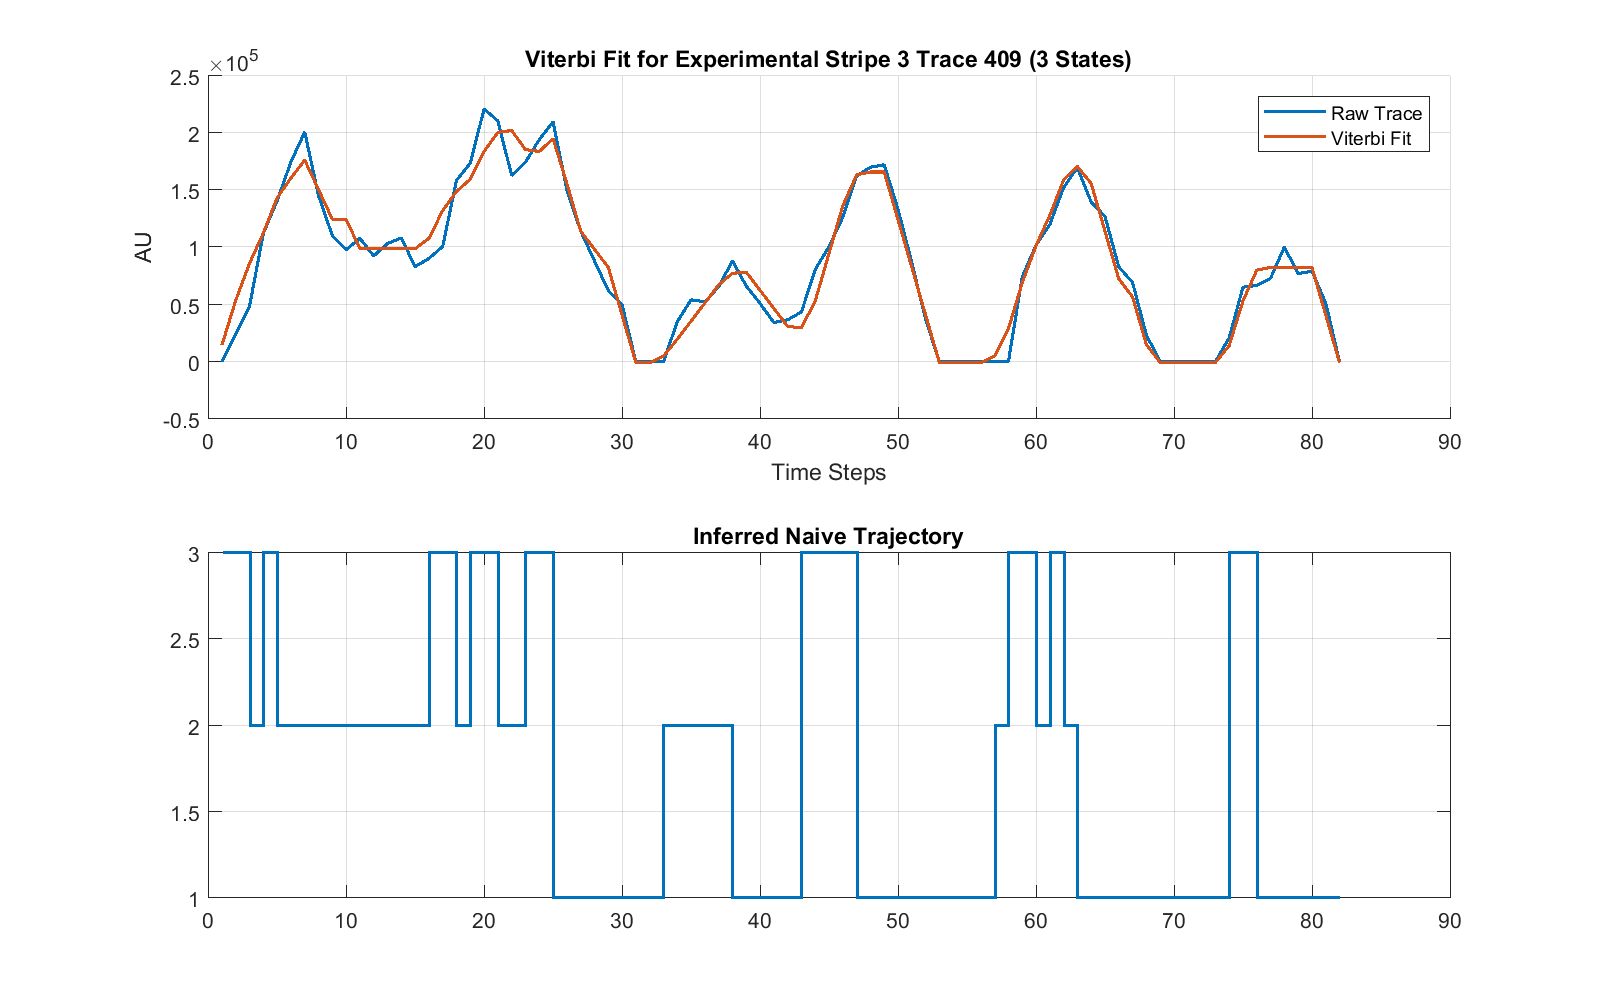 Viterbi Fit for Experimental Stripe 3 Trace 409 (3 States)
×10⁵
2.5
2
1.5
1
0.5
0
-0.5
AU
Raw Trace
Viterbi Fit
0 10 20 30 40 50 60 70 80 90
Time Steps
Inferred Naive Trajectory
3
2.5
2
1.5
1
0 10 20 30 40 50 60 70 80 90